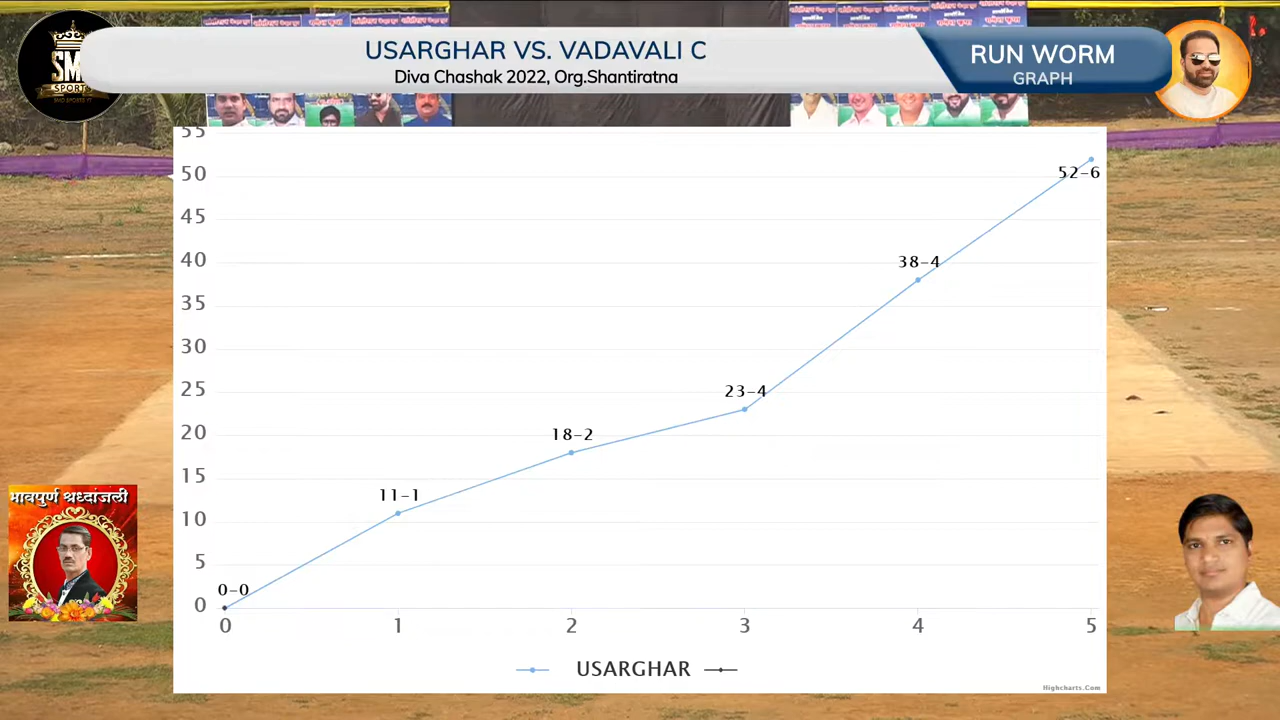 USARGHAR VS. VADAVALI C
Diva Chashak 2022, Org.Shantiratna
RUN WORM
GRAPH
SM
SPORTS
55
50
45
40
35
30
25
20
15
10
5
0
0-0
11-1
18-2
23-4
38-4
52-6
0 1 2 3 4 5
USARGHAR
Highcharts.Com
भावपुर्ण श्रध्दांजली